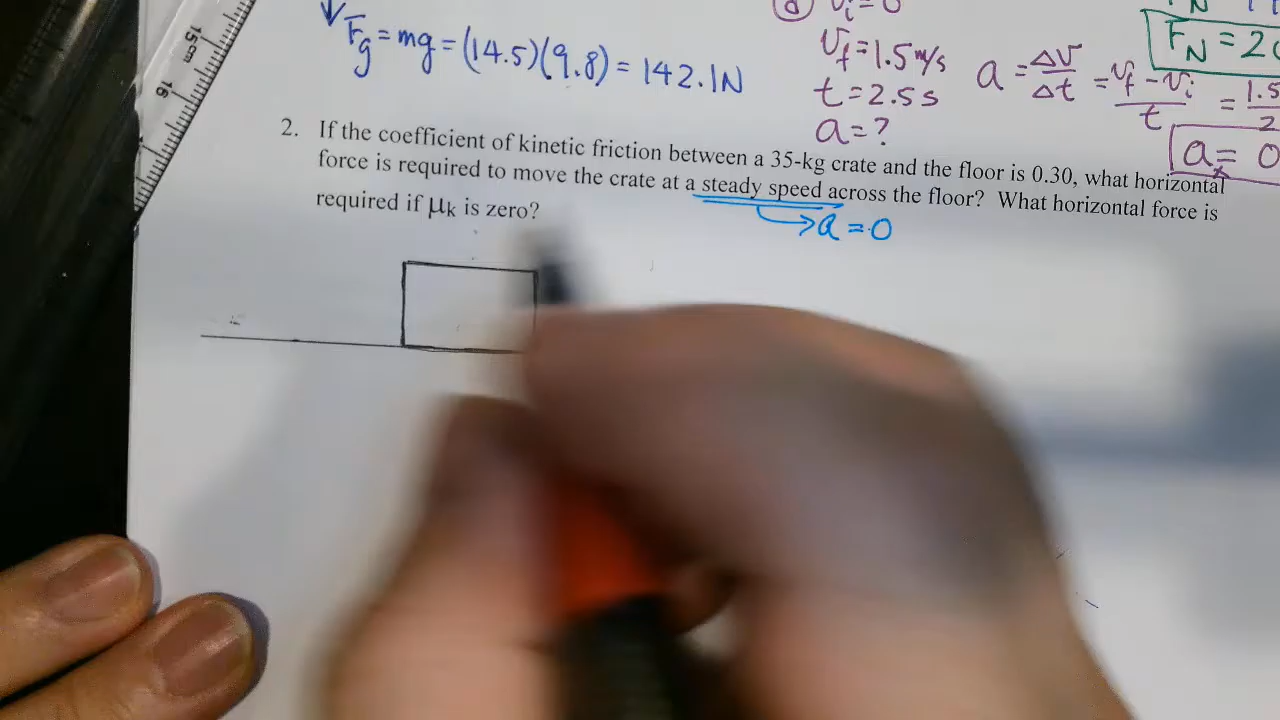 15cm
16
↓Fg = mg = (14.5)(9.8) = 142.1N
a
vf = 1.5 m/s
t = 2.5 s
a = ?
a = Δv/Δt = vf - vi/t = 1.5
FN = 2
a = 0
2. If the coefficient of kinetic friction between a 35-kg crate and the floor is 0.30, what horizontal
force is required to move the crate at a steady speed across the floor? What horizontal force is
required if μk is zero?
a = 0